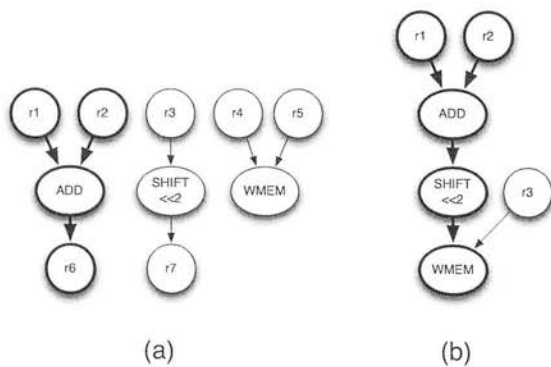 r1 r2
ADD
r6
r3
SHIFT
<<2
r7
r4 r5
WMEM
(a)
r1 r2
ADD
SHIFT
<<2
r3
WMEM
(b)